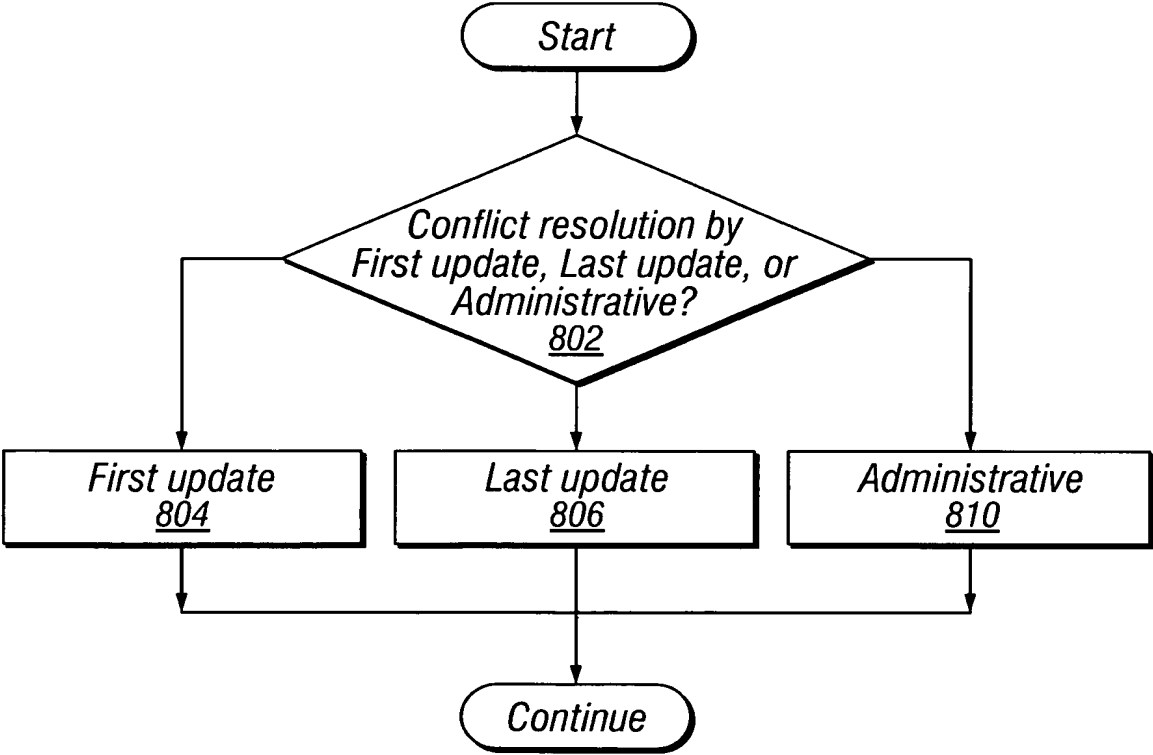 Start
Conflict resolution by
First update, Last update, or
Administrative?
802
First update
804
Last update
806
Administrative
810
Continue